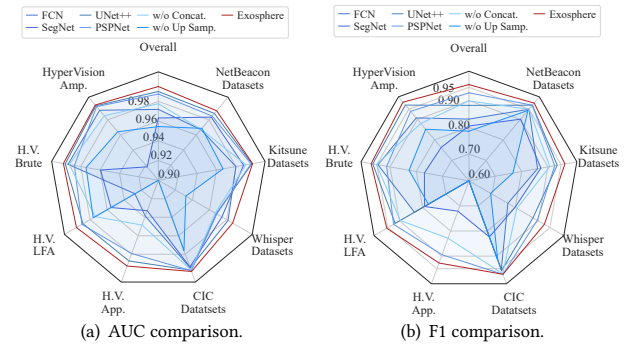 FCN UNet++ w/o Concat. Exosphere
SegNet PSPNet w/o Up Samp.
Overall
HyperVision
Amp.
NetBeacon
Datasets
H.V.
Brute
Kitsune
Datasets
H.V.
LFA
Whisper
Datasets
H.V.
App.
CIC
Datatsets
0.98
0.96
0.94
0.92
0.90
(a) AUC comparison.
FCN UNet++ w/o Concat. Exosphere
SegNet PSPNet w/o Up Samp.
Overall
HyperVision
Amp.
NetBeacon
Datasets
H.V.
Brute
Kitsune
Datasets
H.V.
LFA
Whisper
Datasets
H.V.
App.
CIC
Datatsets
0.95
0.90
0.80
0.70
0.60
(b) F1 comparison.